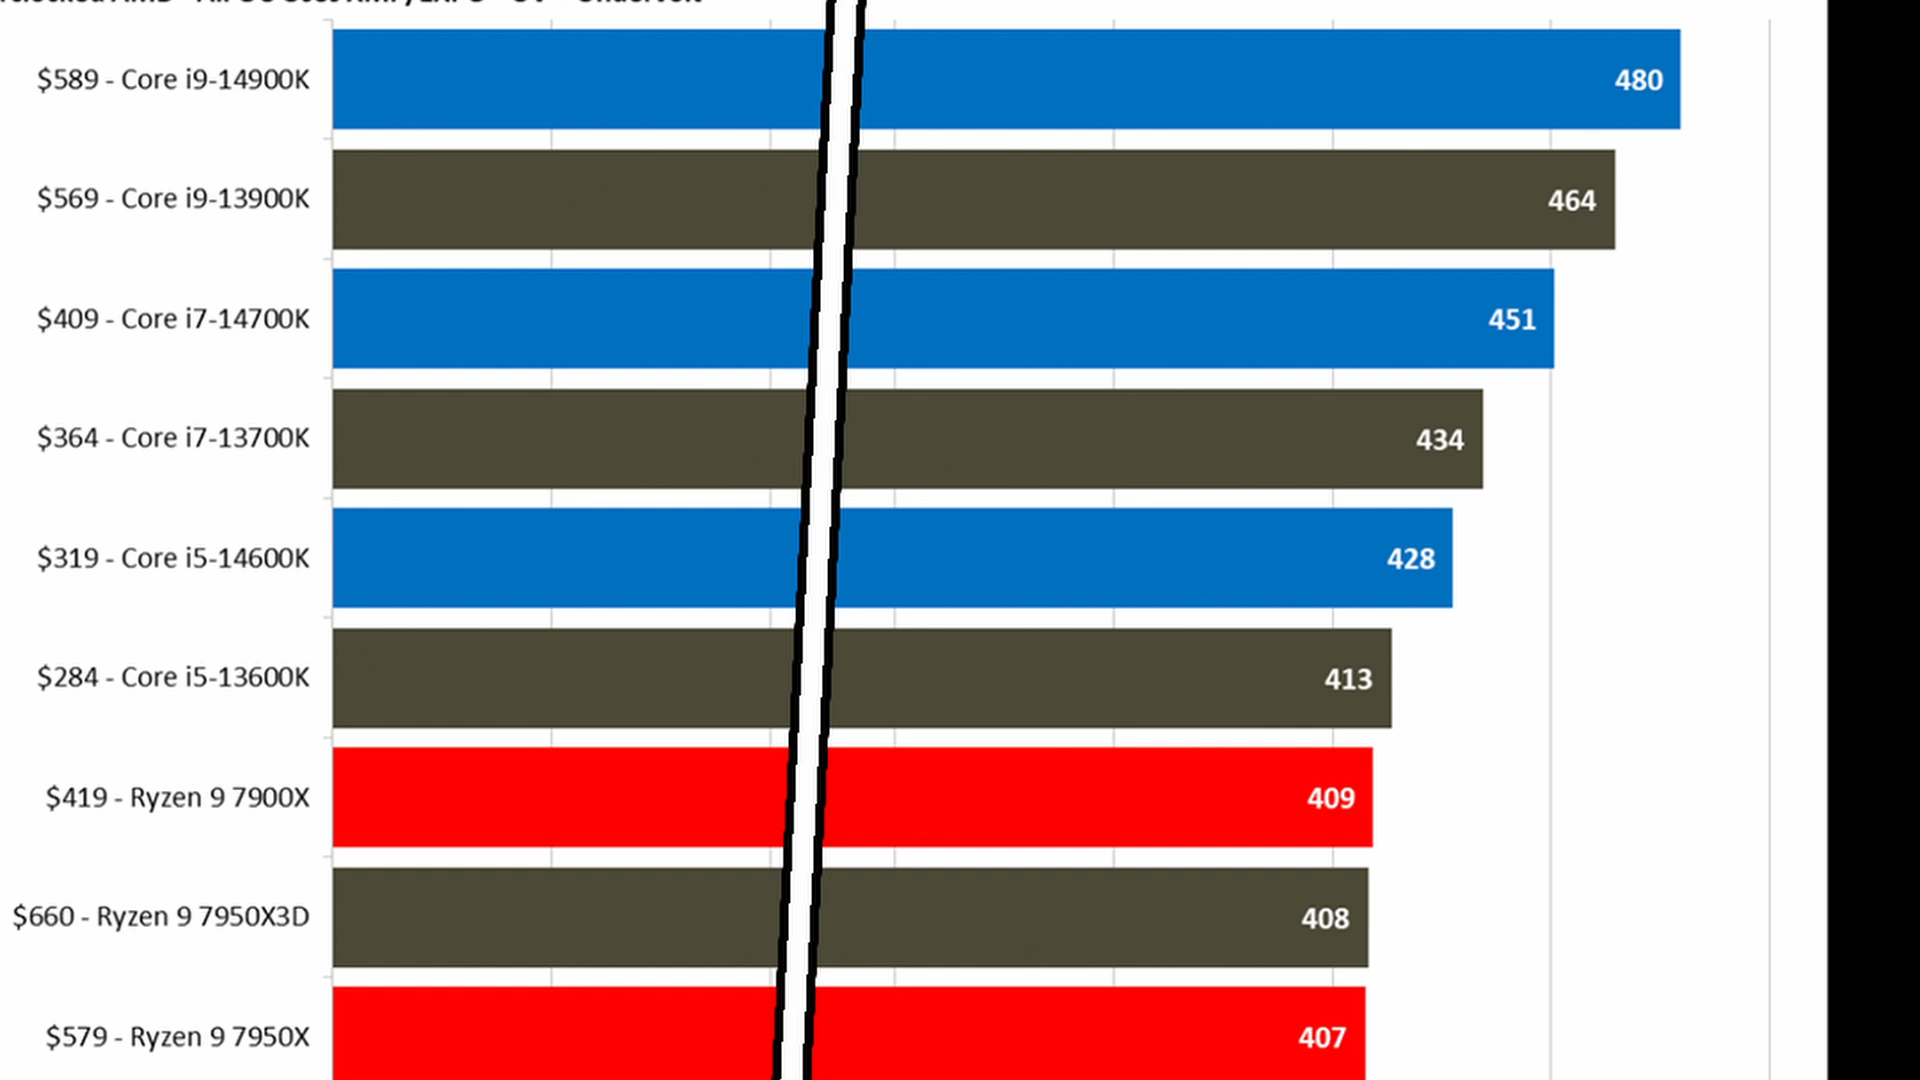 $589 - Core i9-14900K 480
$569 - Core i9-13900K 464
$409 - Core i7-14700K 451
$364 - Core i7-13700K 434
$319 - Core i5-14600K 428
$284 - Core i5-13600K 413
$419 - Ryzen 9 7900X 409
$660 - Ryzen 9 7950X3D 408
$579 - Ryzen 9 7950X 407